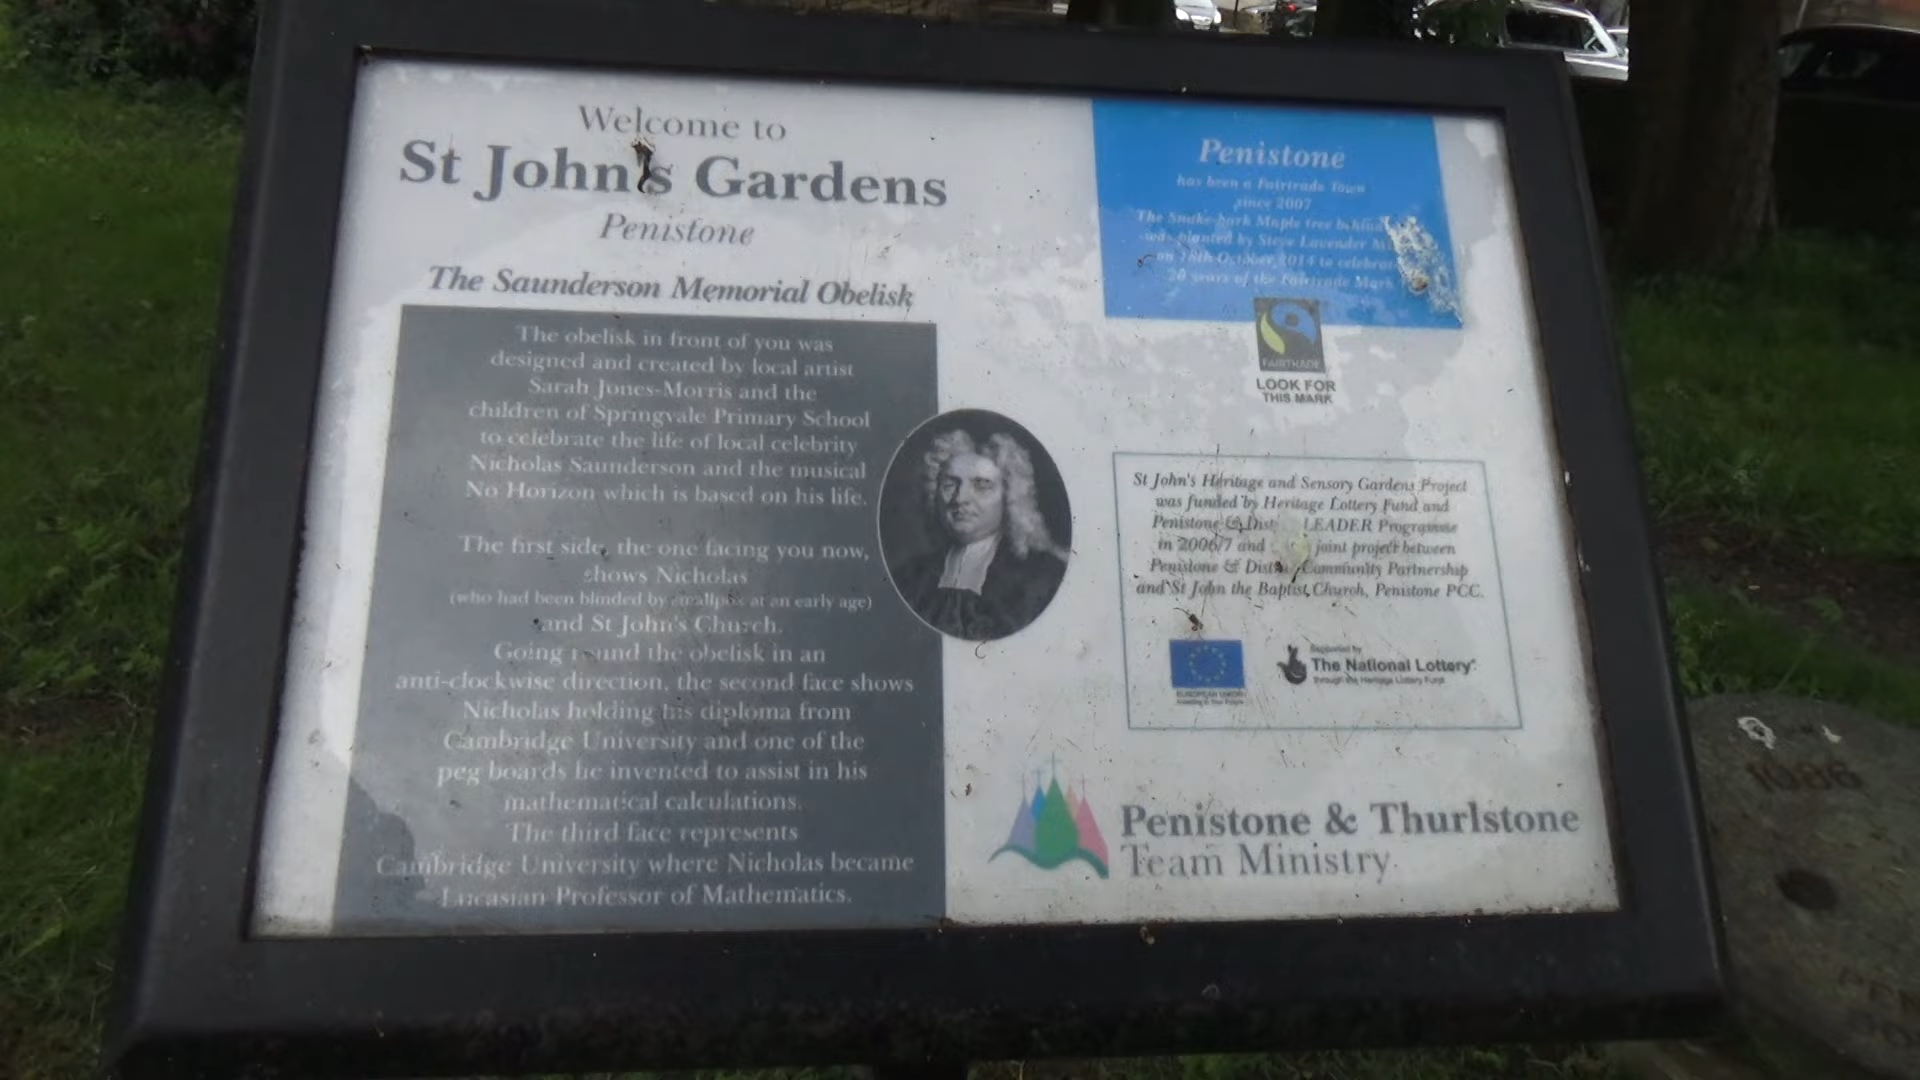 Welcome to
St John's Gardens
Penistone
The Saunderson Memorial Obelisk
The obelisk in front of you was
designed and created by local artist
Sarah Jones-Morris and the
children of Springvale Primary School
to celebrate the life of local celebrity
Nicholas Saunderson and the musical
No Horizon which is based on his life.
The first side, the one facing you now,
shows Nicholas
(who had been blinded by smallpox at an early age)
and St John's Church.
Going round the obelisk in an
anti-clockwise direction, the second face shows
Nicholas holding his diploma from
Cambridge University and one of the
peg boards he invented to assist in his
mathematical calculations.
The third face represents
Cambridge University where Nicholas became
Lucasian Professor of Mathematics.
Penistone
has been a Fairtrade Town
since 2007
The Snake-bark Maple tree behind
was planted by Steve Lavender
on 18th October 2014 to celebrate
20 years of the Fairtrade Mark
FAIRTRADE
LOOK FOR
THIS MARK
St John's Heritage and Sensory Gardens Project
was funded by Heritage Lottery Fund and
Penistone & LEADER Programme
in 2006/7 and joint project between
Penistone & Community Partnership
and St John the Baptist Church, Penistone PCC.
EUROPEAN UNION
Supported by
The National Lottery
through the Heritage Lottery Fund
Penistone & Thurlstone
Team Ministry
1086